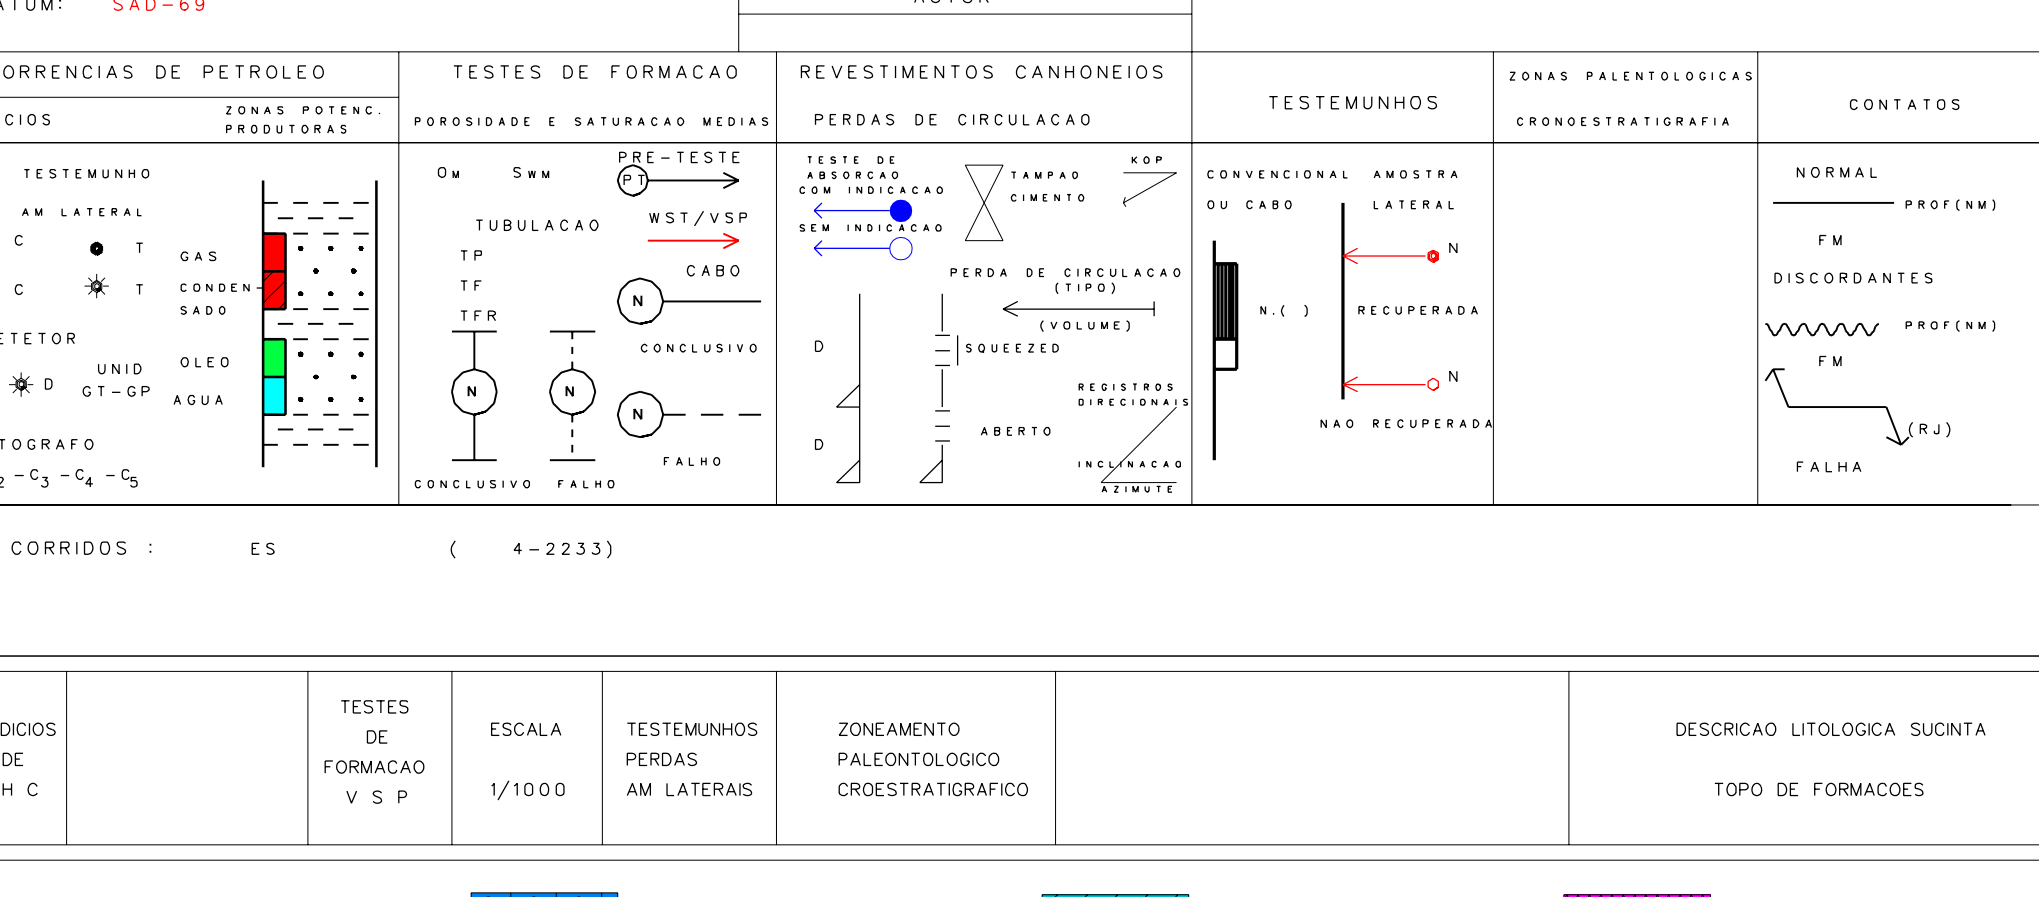 ATUM: SAD-69
AUTOR
ORRENCIAS DE PETROLEO
CIOS
ZONAS POTENC.
PRODUTORAS
TESTES DE FORMACAO
POROSIDADE E SATURACAO MEDIAS
REVESTIMENTOS CANHONEIOS
PERDAS DE CIRCULACAO
TESTEMUNHOS
ZONAS PALENTOLOGICAS
CRONOESTRATIGRAFIA
CONTATOS
TESTEMUNHO
AM LATERAL
C T
C T
ETETOR
D
UNID
GT-GP
TOGRAFO
2 -C3 -C4 -C5
GAS
CONDEN-
SADO
OLEO
AGUA
OM SWM
TUBULACAO
TP
TF
TFR
N N
CONCLUSIVO FALHO
PRE-TESTE
PT
WST/VSP
CABO
N
CONCLUSIVO
N
FALHO
TESTE DE
ABSORCAO
COM INDICACAO
SEM INDICACAO
TAMPAO
CIMENTO
KOP
PERDA DE CIRCULACAO
(TIPO)
(VOLUME)
D
SQUEEZED
D
ABERTO
REGISTROS
DIRECIONAIS
INCLINACAO
AZIMUTE
CONVENCIONAL
OU CABO
N.( )
AMOSTRA
LATERAL
N
RECUPERADA
N
NAO RECUPERADA
NORMAL
PROF(NM)
FM
DISCORDANTES
PROF(NM)
FM
(RJ)
FALHA
CORRIDOS : ES ( 4-2233)
DICIOS
DE
H C
TESTES
DE
FORMACAO
V S P
ESCALA
1/1000
TESTEMUNHOS
PERDAS
AM LATERAIS
ZONEAMENTO
PALEONTOLOGICO
CROESTRATIGRAFICO
DESCRICAO LITOLOGICA SUCINTA
TOPO DE FORMACOES